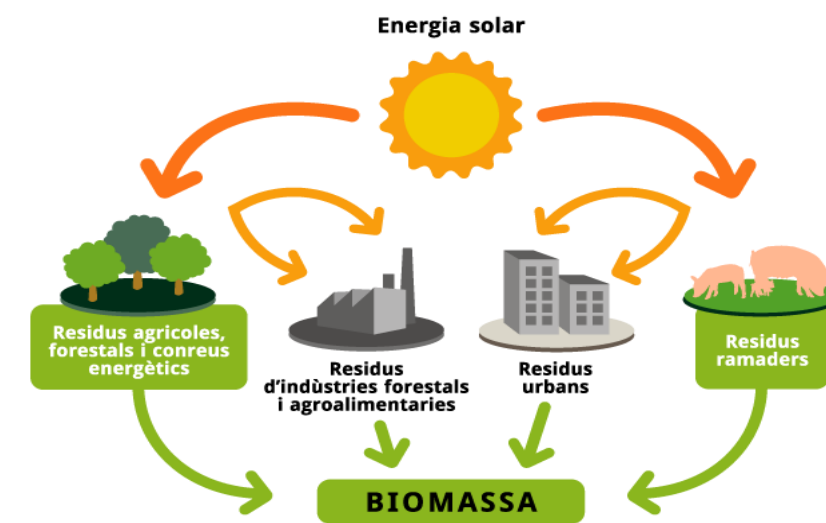 Energia solar
Residus agricoles,
forestals i conreus
energètics
Residus
d'indùstries forestals
i agroalimentaries
Residus
urbans
Residus
ramaders
BIOMASSA